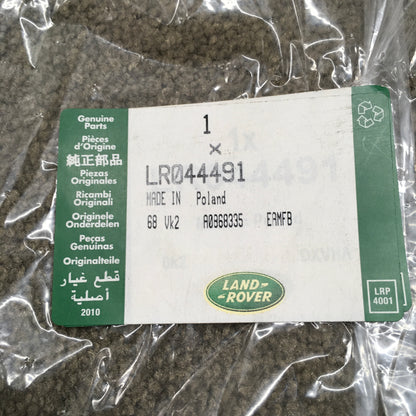 Genuine
Parts
Pièces
d'Origine
純正部品
Piezas
Originales
Ricambi
Originali
Originele
Onderdelen
Peças
Genuinas
Originalteile
قطع غيار
أصلية
2010
1
×
LR044491
MADE IN Poland
68 Vk2 A0968335 EAMFB
LAND-
-ROVER
LRP
4001